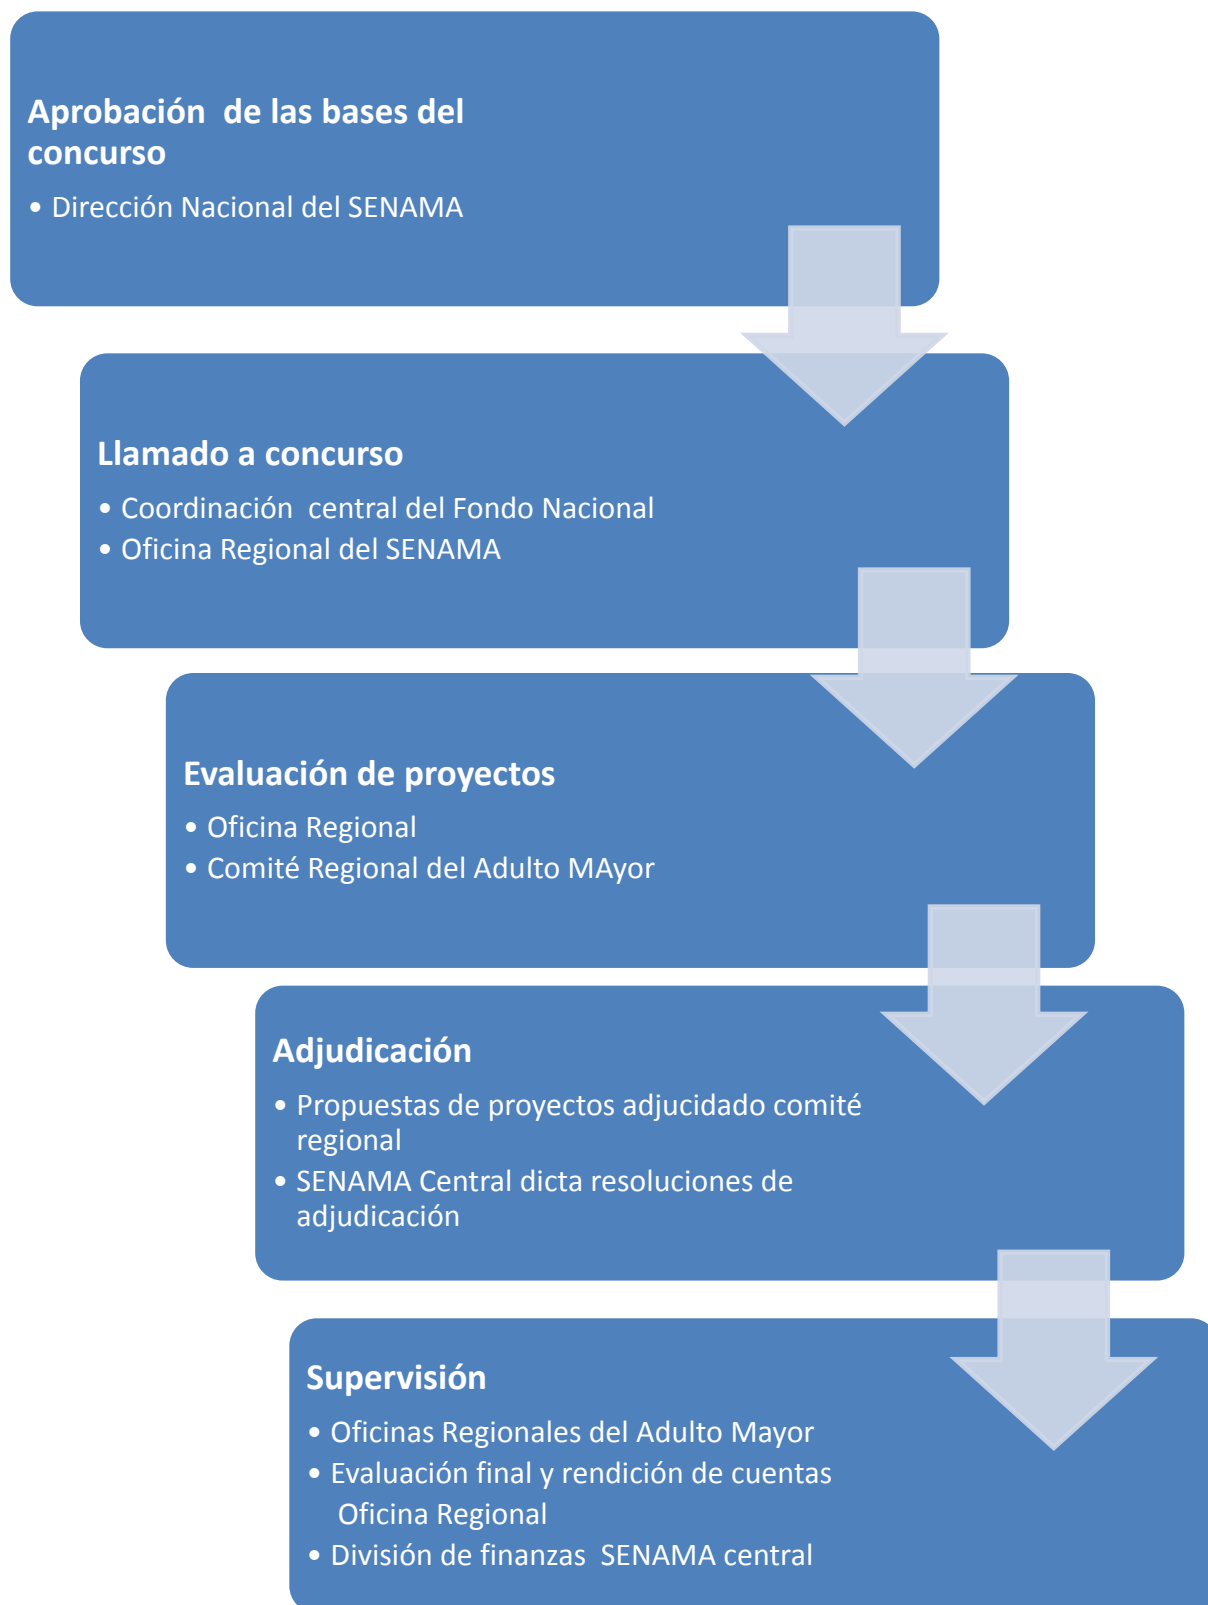 Aprobación  de las bases del
concurso
• Dirección Nacional del SENAMA
Llamado a concurso
• Coordinación  central del Fondo Nacional
• Oficina Regional del SENAMA
Evaluación de proyectos
• Oficina Regional
• Comité Regional del Adulto MAyor
Adjudicación
• Propuestas de proyectos adjucidado comité
regional
• SENAMA Central dicta resoluciones de
adjudicación
Supervisión
• Oficinas Regionales del Adulto Mayor
• Evaluación final y rendición de cuentas
Oficina Regional
• División de finanzas  SENAMA central